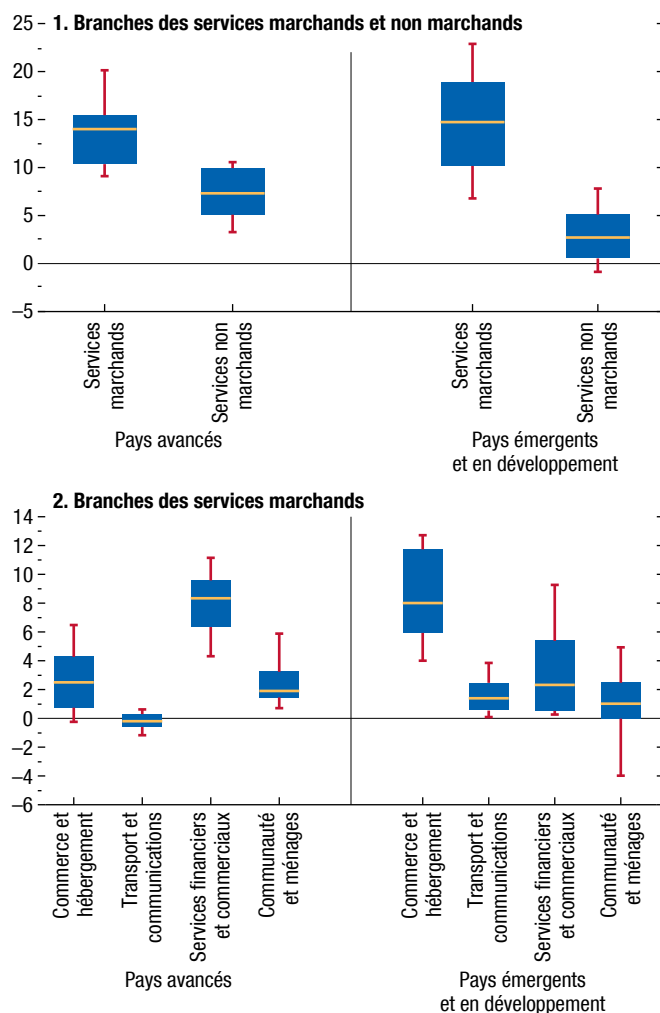 1. Branches des services marchands et non marchands
25
20
15
10
5
0
–5
Services
marchands
Services non
marchands
Services
marchands
Services non
marchands
Pays avancés
Pays émergents
et en développement
2. Branches des services marchands
14
12
10
8
6
4
2
0
–2
–4
–6
Commerce et
hébergement
Transport et
communications
Services financiers
et commerciaux
Communauté
et ménages
Commerce et
hébergement
Transport et
communications
Services financiers
et commerciaux
Communauté
et ménages
Pays avancés
Pays émergents
et en développement